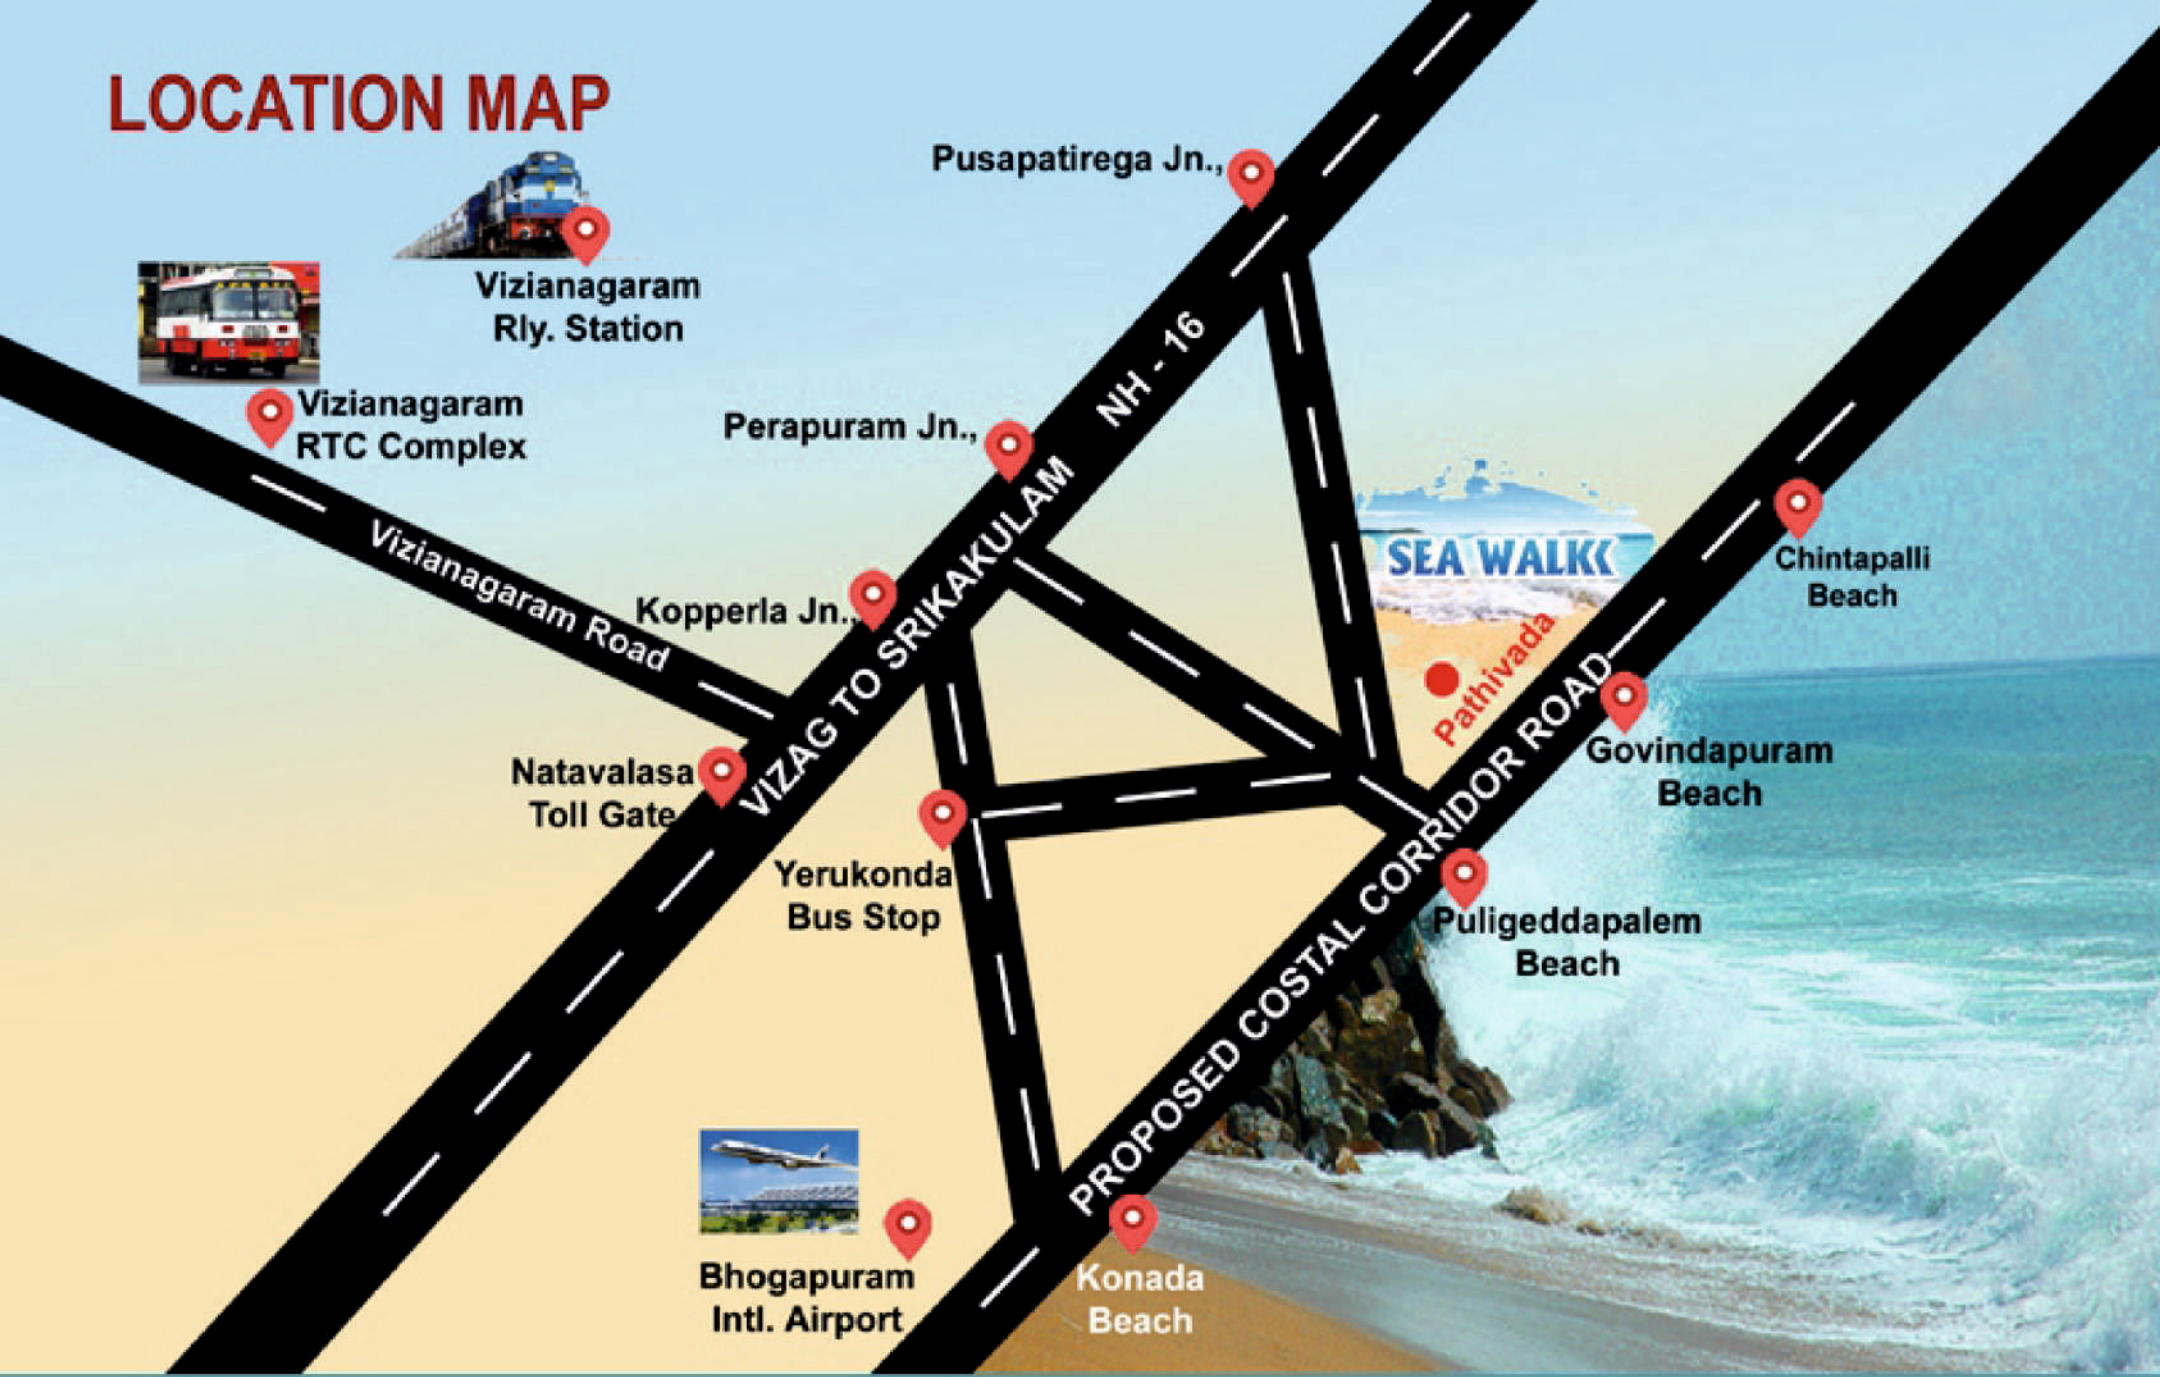 LOCATION MAP
Pusapatirega Jn.,
Vizianagaram
Rly. Station
Vizianagaram
RTC Complex
NH - 16
Perapuram Jn.,
Vizianagaram Road
Kopperla Jn.,
VIZAG TO SRIKAKULAM
SEA WALKK
Pathivada
Chintapalli
Beach
Natavalasa
Toll Gate
Govindapuram
Beach
Yerukonda
Bus Stop
PROPOSED COSTAL CORRIDOR ROAD
Puligeddapalem
Beach
Bhogapuram
Intl. Airport
Konada
Beach